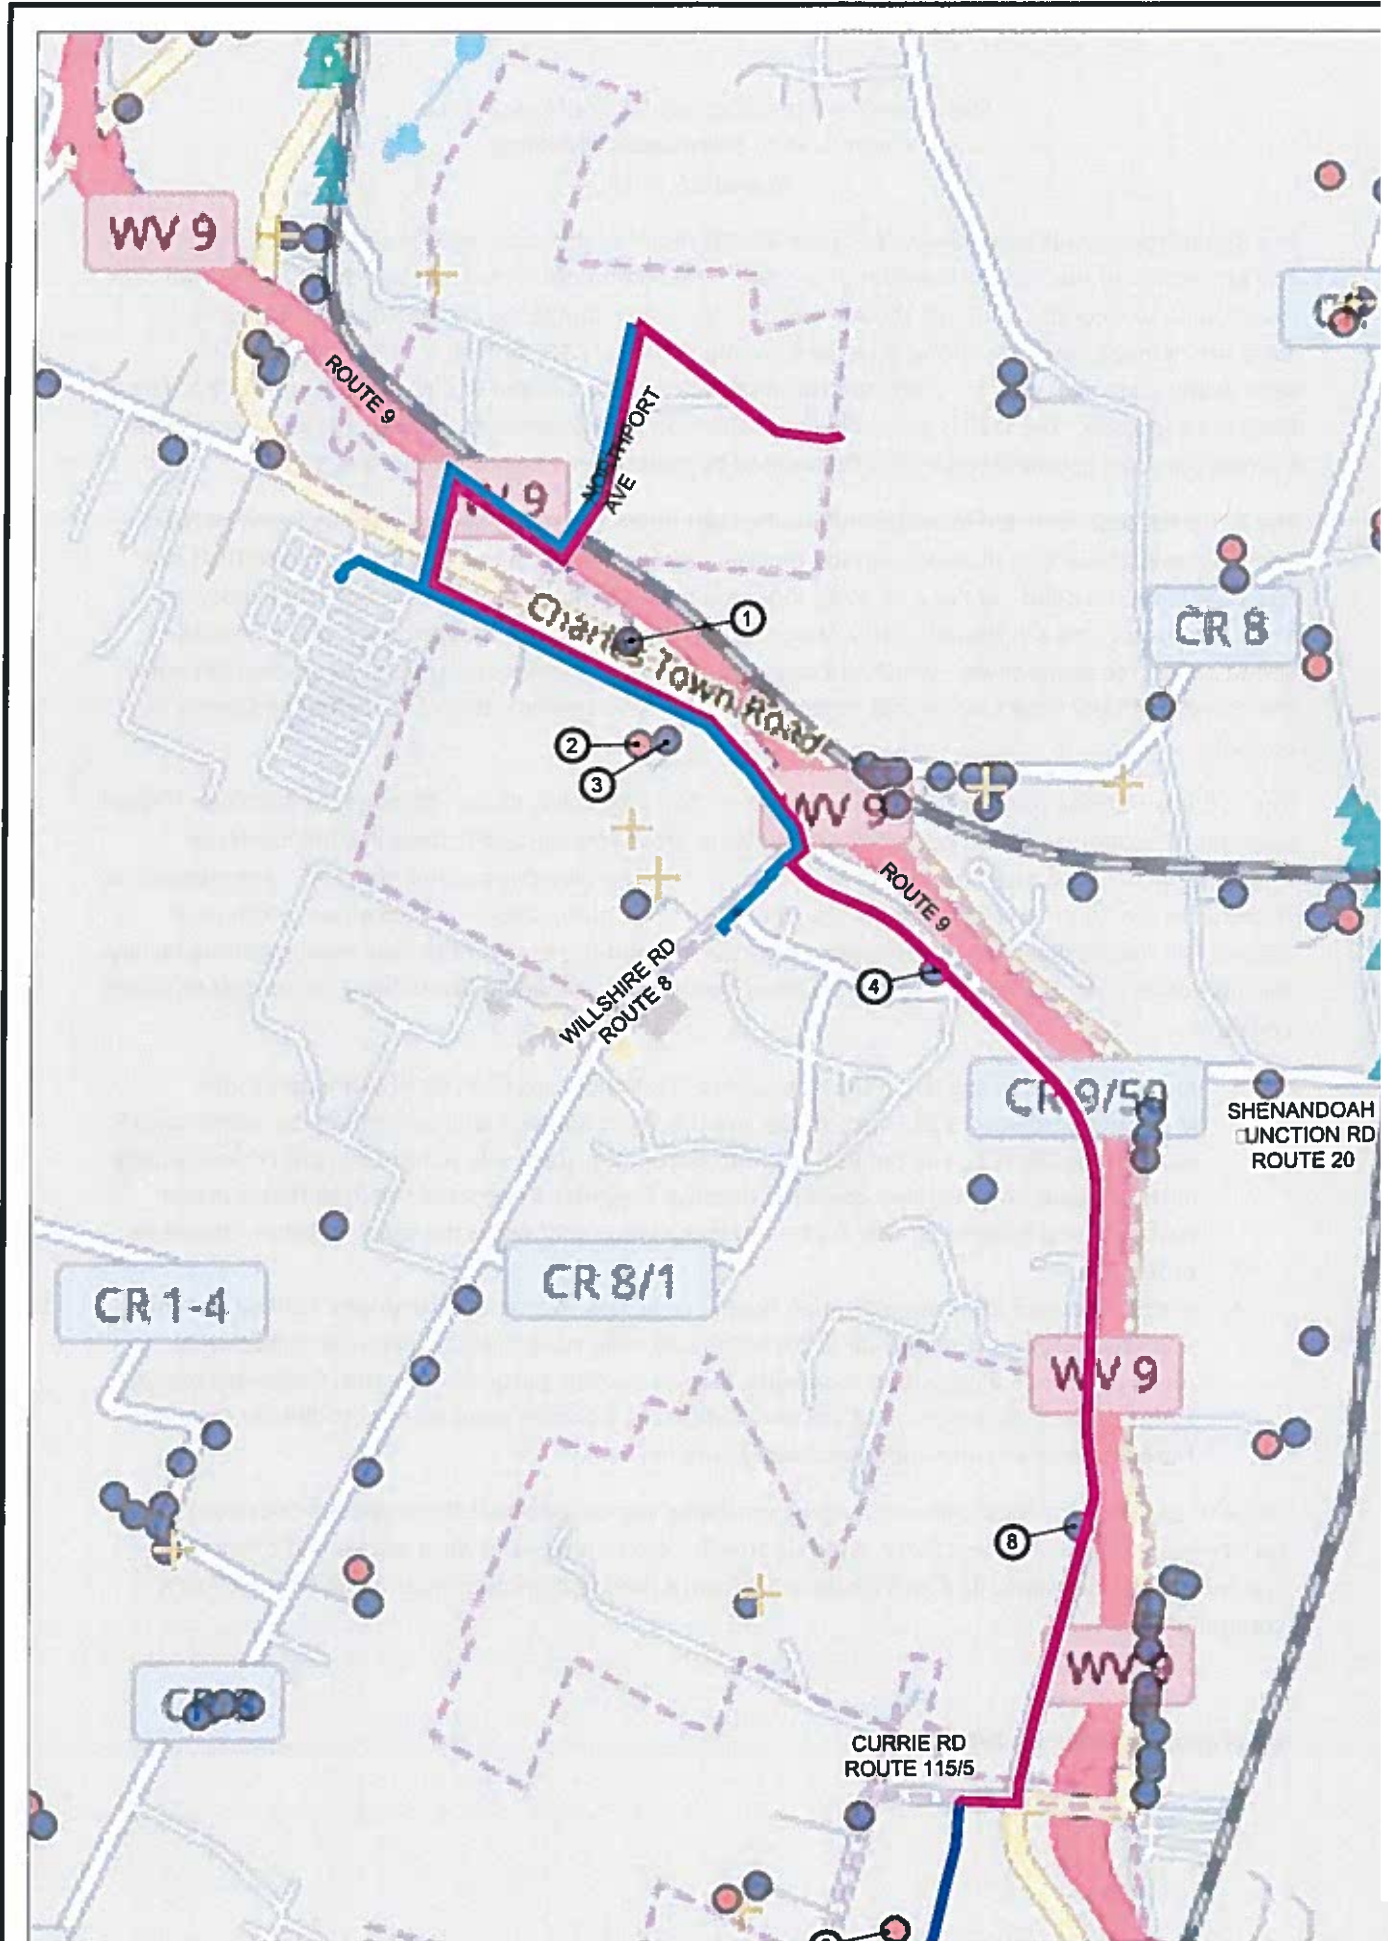 WV 9
ROUTE 9
NORTHPORT
AVE
WV 9
Charles Town Road
1
CR 8
2
3
WV 9
ROUTE 9
4
WILLSHIRE RD
ROUTE 8
CR 9/50
SHENANDOAH
UNCTION RD
ROUTE 20
CR 8/1
CR 1-4
WV 9
8
WV 9
CURRIE RD
ROUTE 115/5